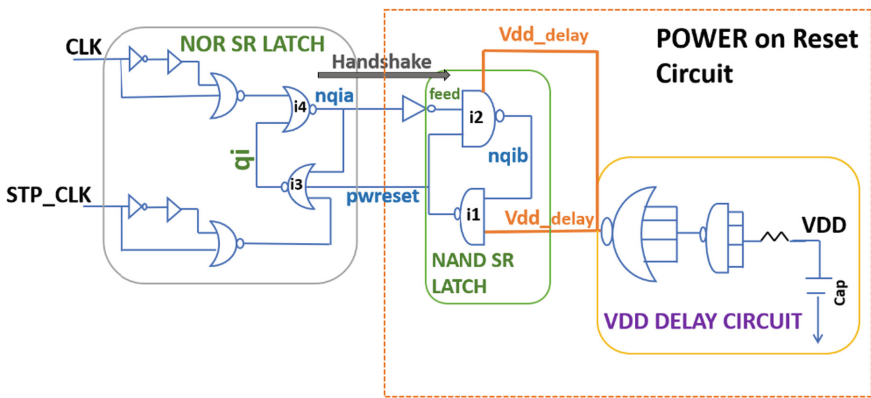 CLK
NOR SR LATCH
Handshake
Vdd_delay
POWER on Reset
Circuit
i4
nqia
feed
i2
qi
nqib
STP_CLK
i3
pwreset
i1
Vdd_delay
VDD
NAND SR
LATCH
VDD DELAY CIRCUIT
Cap